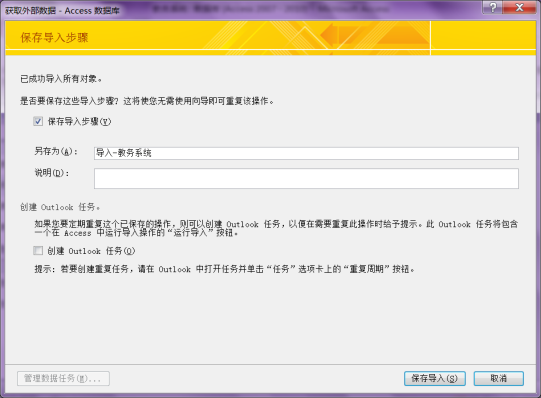 获取外部数据 - Access 数据库
保存导入步骤
已成功导入所有对象。
是否要保存这些导入步骤? 这将使您无需使用向导即可重复该操作。
保存导入步骤(V)
另存为(A):
导入-教务系统
说明(D):
创建 Outlook 任务。
如果您要定期重复这个已保存的操作，则可以创建 Outlook 任务，以便在需要重复此操作时给予提示。此 Outlook 任务将包含
一个在 Access 中运行导入操作的“运行导入”按钮。
创建 Outlook 任务(O)
提示: 若要创建重复任务，请在 Outlook 中打开任务并单击“任务”选项卡上的“重复周期”按钮。
管理数据任务(M)...
保存导入(S)
取消